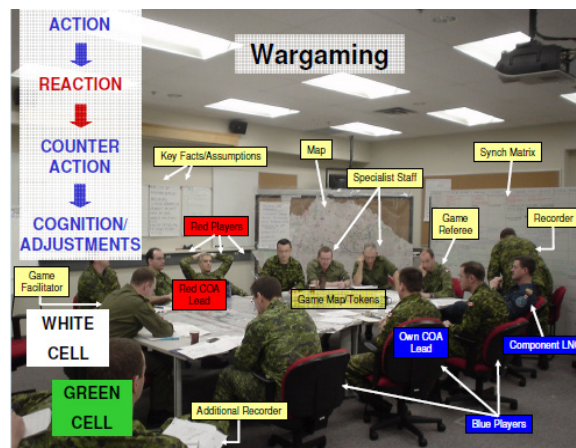 ACTION
Wargaming
REACTION
COUNTER
ACTION
COGNITION/
ADJUSTMENTS
Key Facts/Assumptions
Map
Synch Matrix
Specialist Staff
Red Players
Game
Referee
Recorder
Game
Facilitator
Red COA
Lead
Game Map/Tokens
WHITE
CELL
Own COA
Lead
Component LNO
GREEN
CELL
Additional Recorder
Blue Players